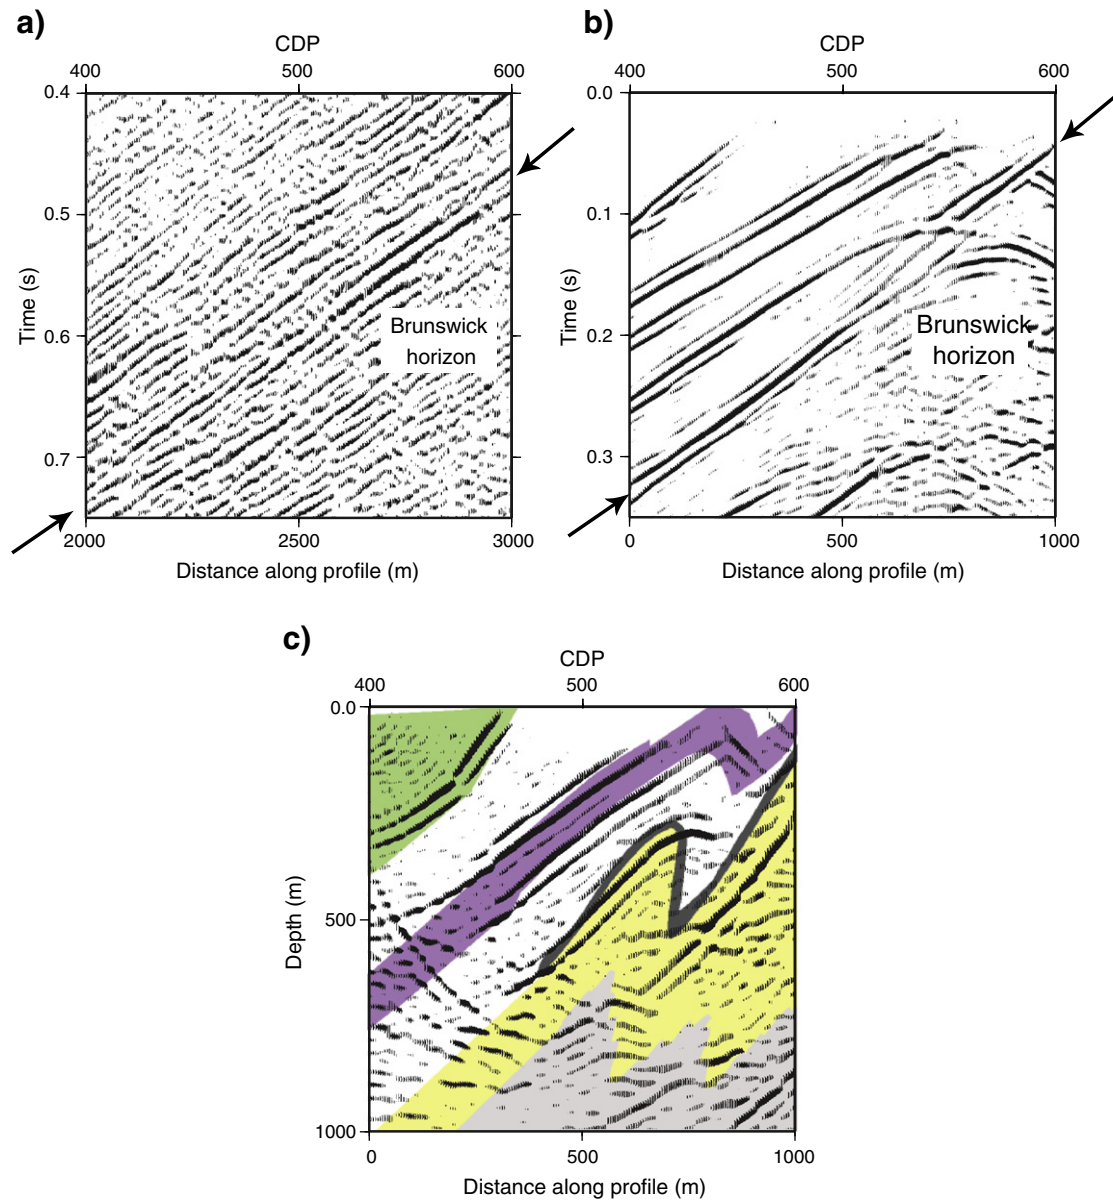 a)
CDP
400 500 600
0.4
0.5
0.6
0.7
Time (s)
Brunswick
horizon
2000 2500 3000
Distance along profile (m)
b)
CDP
400 500 600
0.0
0.1
0.2
0.3
Time (s)
Brunswick
horizon
0 500 1000
Distance along profile (m)
c)
CDP
400 500 600
0.0
500
1000
Depth (m)
0 500 1000
Distance along profile (m)